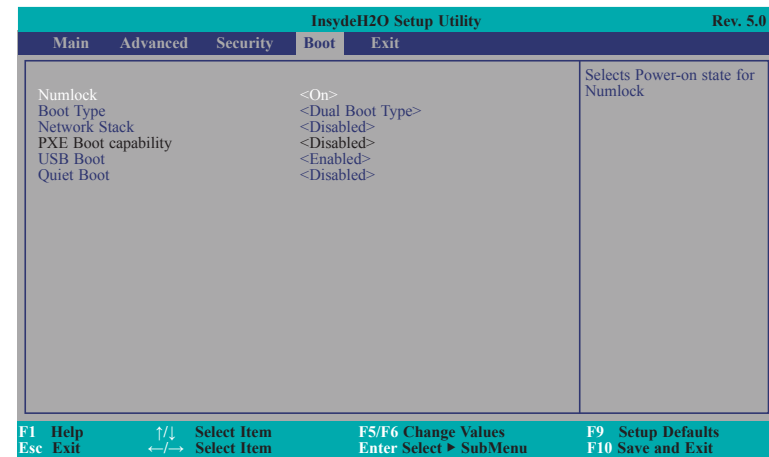 InsydeH2O Setup Utility Rev. 5.0
Main Advanced Security Boot Exit
Numlock <On>
Boot Type <Dual Boot Type>
Network Stack <Disabled>
PXE Boot capability <Disabled>
USB Boot <Enabled>
Quiet Boot <Disabled>
Selects Power-on state for
Numlock
F1 Help ↑/↓ Select Item F5/F6 Change Values F9 Setup Defaults
Esc Exit ←/→ Select Item Enter Select ▶ SubMenu F10 Save and Exit